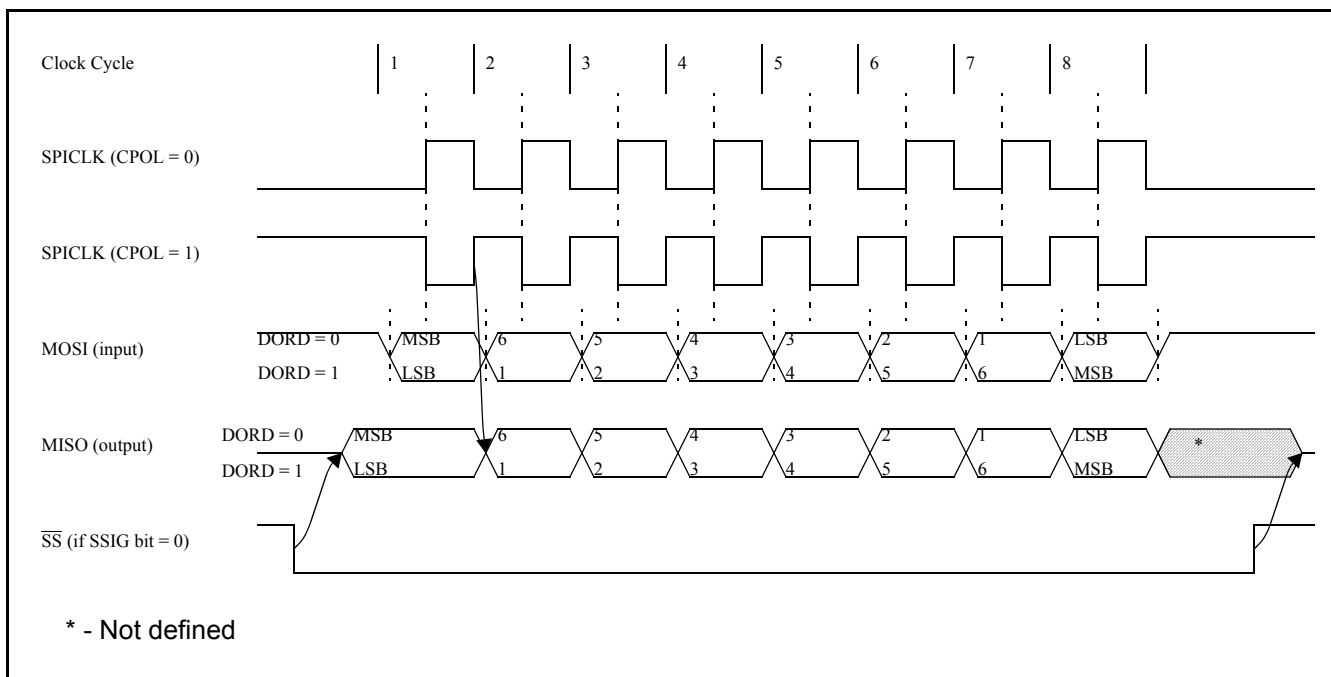 Clock Cycle 1 2 3 4 5 6 7 8
SPICLK (CPOL = 0)
SPICLK (CPOL = 1)
MOSI (input)
DORD = 0 MSB 6 5 4 3 2 1 LSB
DORD = 1 LSB 1 2 3 4 5 6 MSB
MISO (output)
DORD = 0 MSB 6 5 4 3 2 1 LSB *
DORD = 1 LSB 1 2 3 4 5 6 MSB
S̅S̅ (if SSIG bit = 0)
* - Not defined